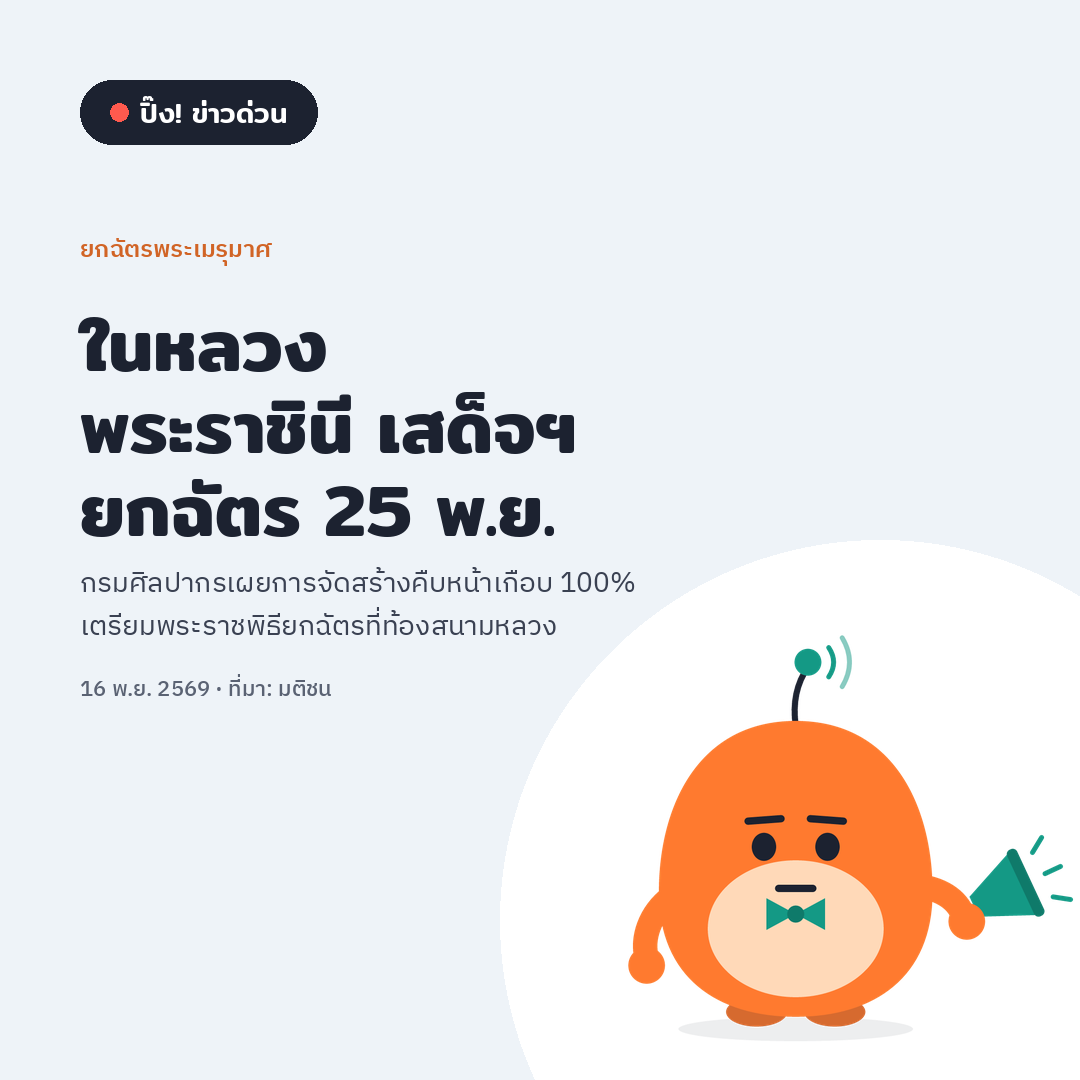 ปิ๊ง! ข่าวด่วน
ยกฉัตรพระเมรุมาศ
ในหลวง
พระราชินี เสด็จฯ
ยกฉัตร 25 พ.ย.
กรมศิลปากรเผยการจัดสร้างคืบหน้าเกือบ 100%
เตรียมพระราชพิธียกฉัตรที่ท้องสนามหลวง
16 พ.ย. 2569 · ที่มา: มติชน